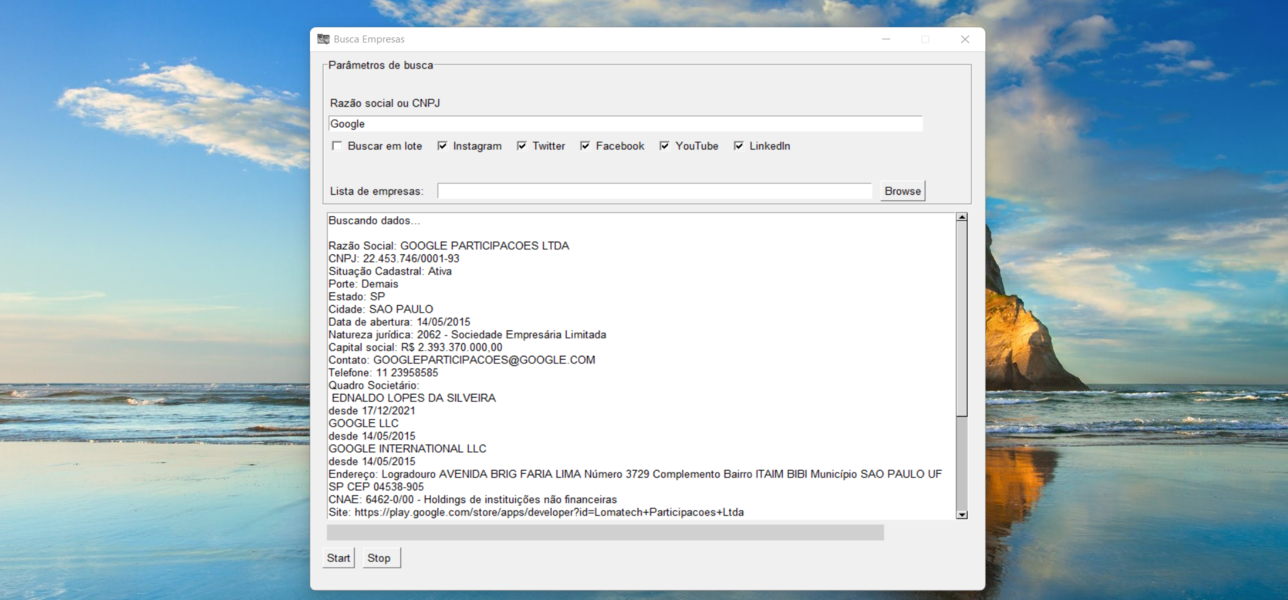 Busca Empresas
Parâmetros de busca
Razão social ou CNPJ
Google
Buscar em lote Instagram Twitter Facebook YouTube LinkedIn
Lista de empresas: Browse
Buscando dados...
Razão Social: GOOGLE PARTICIPACOES LTDA
CNPJ: 22.453.746/0001-93
Situação Cadastral: Ativa
Porte: Demais
Estado: SP
Cidade: SAO PAULO
Data de abertura: 14/05/2015
Natureza jurídica: 2062 - Sociedade Empresária Limitada
Capital social: R$ 2.393.370.000,00
Contato: GOOGLEPARTICIPACOES@GOOGLE.COM
Telefone: 11 23958585
Quadro Societário:
EDNALDO LOPES DA SILVEIRA
desde 17/12/2021
GOOGLE LLC
desde 14/05/2015
GOOGLE INTERNATIONAL LLC
desde 14/05/2015
Endereço: Logradouro AVENIDA BRIG FARIA LIMA Número 3729 Complemento Bairro ITAIM BIBI Município SAO PAULO UF
SP CEP 04538-905
CNAE: 6462-0/00 - Holdings de instituições não financeiras
Site: https://play.google.com/store/apps/developer?id=Lomatech+Participacoes+Ltda
Start Stop